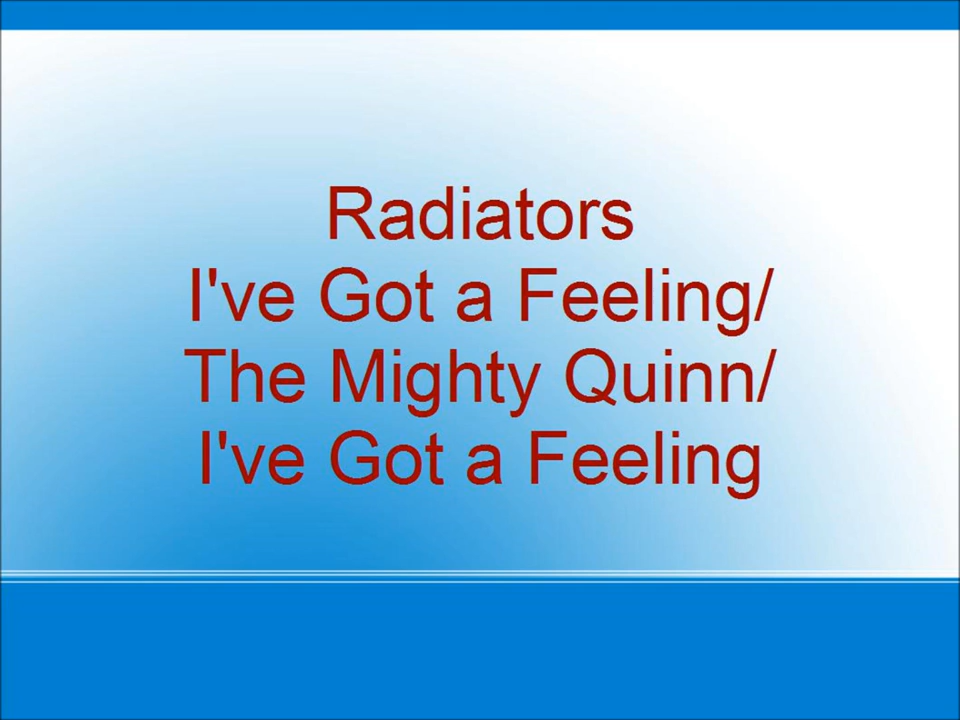 Radiators
I've Got a Feeling/
The Mighty Quinn/
I've Got a Feeling